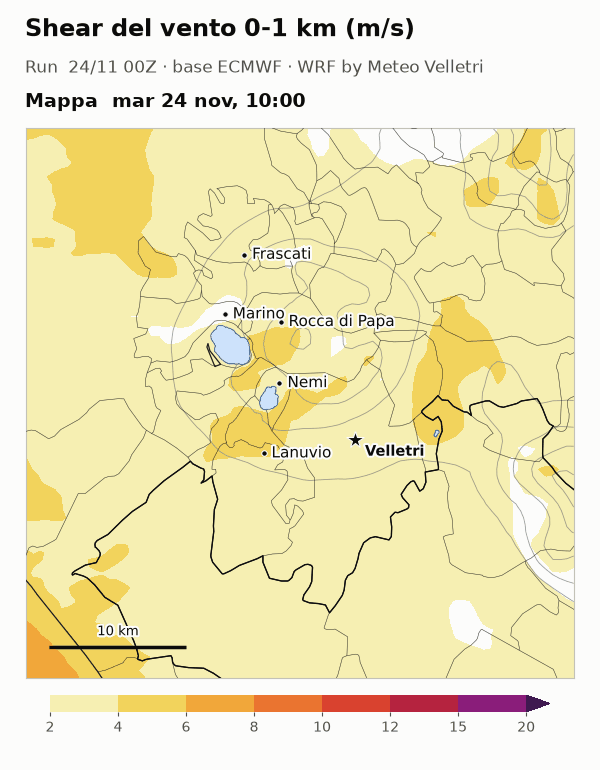 Shear del vento 0-1 km (m/s)
Run  24/11 00Z · base ECMWF · WRF by Meteo Velletri
Mappa  mar 24 nov, 10:00
Frascati
Marino
Rocca di Papa
Nemi
Velletri
Lanuvio
10 km
2 4 6 8 10 12 15 20